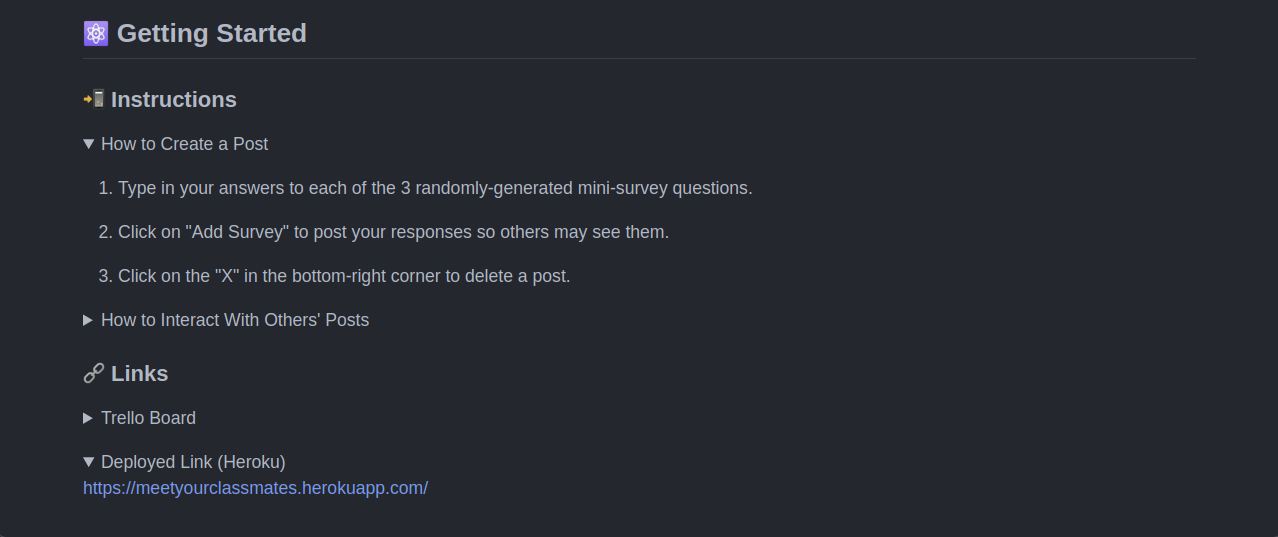 Getting Started
Instructions
How to Create a Post
1. Type in your answers to each of the 3 randomly-generated mini-survey questions.
2. Click on "Add Survey" to post your responses so others may see them.
3. Click on the "X" in the bottom-right corner to delete a post.
How to Interact With Others' Posts
Links
Trello Board
Deployed Link (Heroku)
https://meetyourclassmates.herokuapp.com/